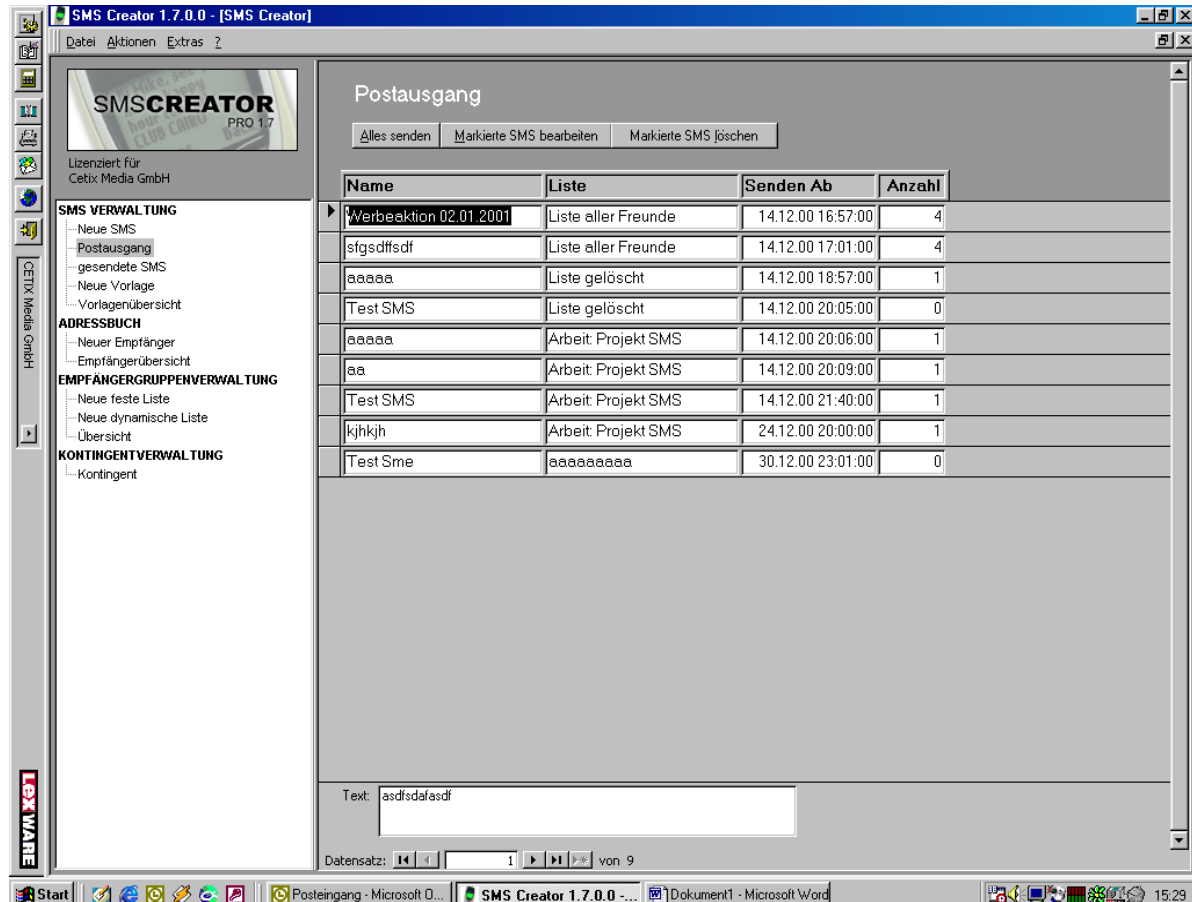 SMS Creator 1.7.0.0 - [SMS Creator]
Datei Aktionen Extras ?
SMSCREATOR
PRO 1.7
Lizenziert für
Cetix Media GmbH
SMS VERWALTUNG
Neue SMS
Postausgang
gesendete SMS
Neue Vorlage
Vorlagenübersicht
ADRESSBUCH
Neuer Empfänger
Empfängerübersicht
EMPFÄNGERGRUPPENVERWALTUNG
Neue feste Liste
Neue dynamische Liste
Übersicht
KONTINGENTVERWALTUNG
Kontingent
CETIX Media GmbH
LEXWARE
Postausgang
Alles senden Markierte SMS bearbeiten Markierte SMS löschen
Name Liste Senden Ab Anzahl
Werbeaktion 02.01.2001 Liste aller Freunde 14.12.00 16:57:00 4
sfgsdffsdf Liste aller Freunde 14.12.00 17:01:00 4
aaaaa Liste gelöscht 14.12.00 18:57:00 1
Test SMS Liste gelöscht 14.12.00 20:05:00 0
aaaaa Arbeit: Projekt SMS 14.12.00 20:06:00 1
aa Arbeit: Projekt SMS 14.12.00 20:09:00 1
Test SMS Arbeit: Projekt SMS 14.12.00 21:40:00 1
kjhkjh Arbeit: Projekt SMS 24.12.00 20:00:00 1
Test Sme aaaaaaaaa 30.12.00 23:01:00 0
Text: asdfsdafasdf
Datensatz: 1 von 9
Start Posteingang - Microsoft O... SMS Creator 1.7.0.0 -... Dokument1 - Microsoft Word 15:29